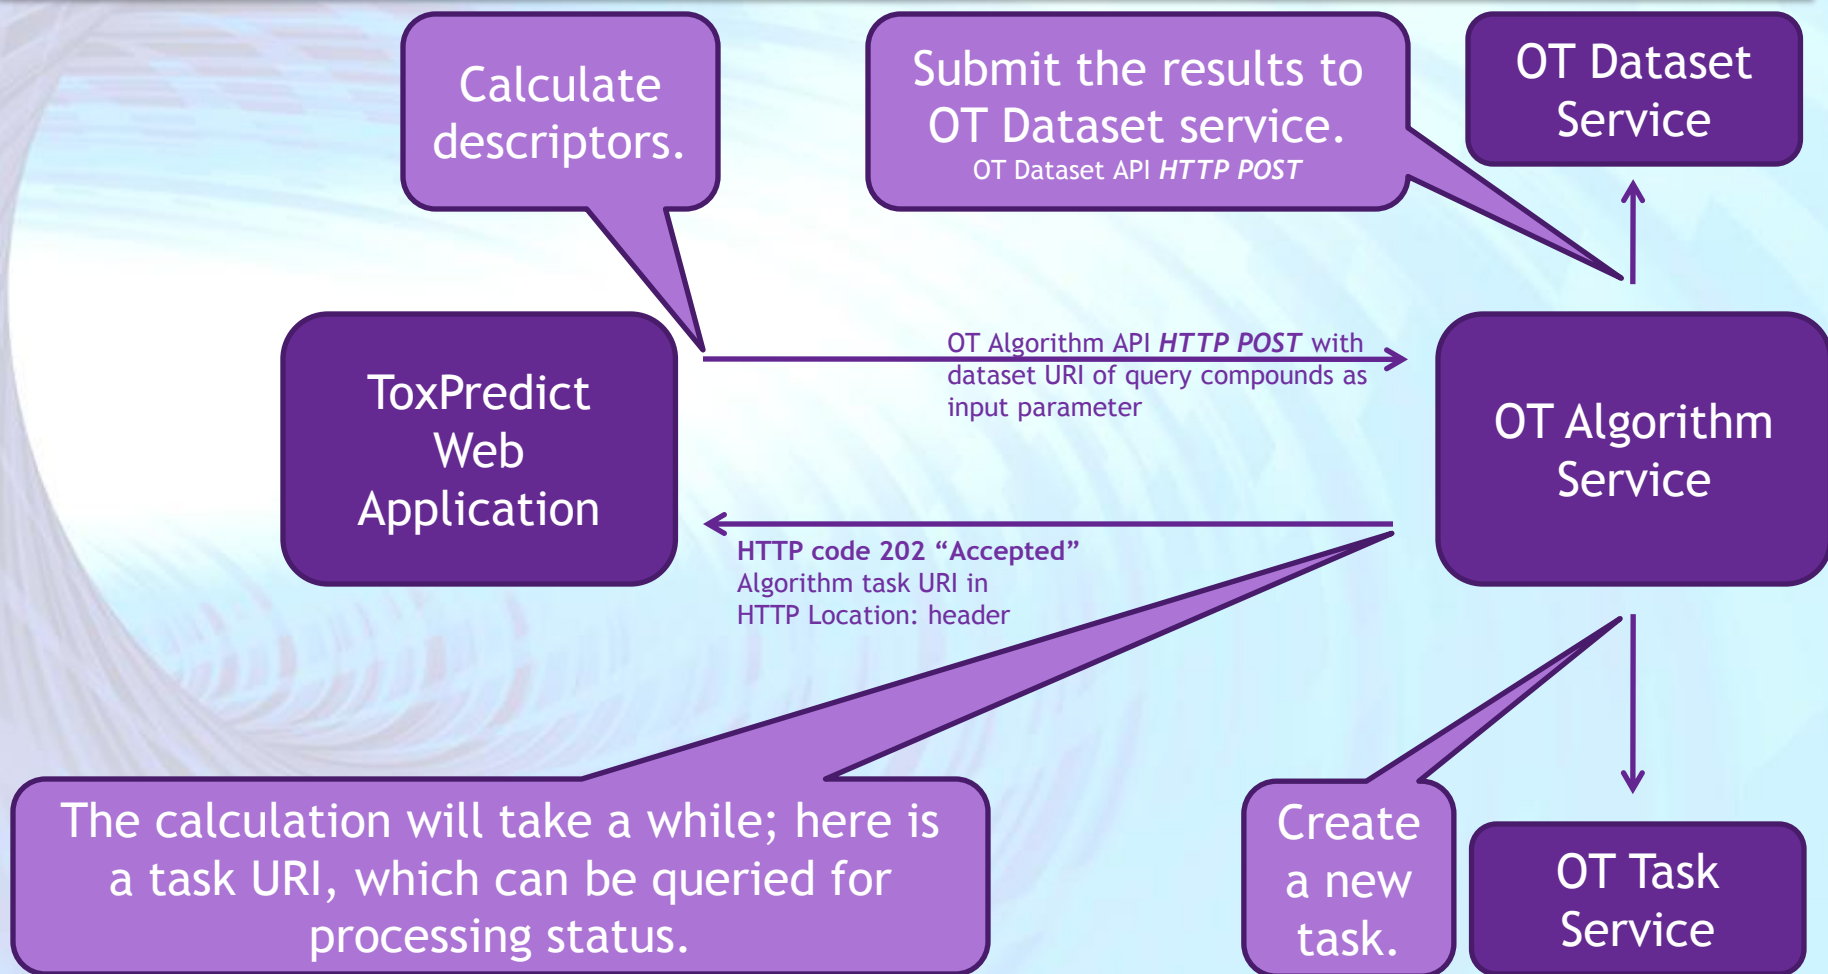 Calculate
descriptors.
Submit the results to
OT Dataset service.
OT Dataset API HTTP POST
OT Dataset
Service
ToxPredict
Web
Application
OT Algorithm API HTTP POST with
dataset URI of query compounds as
input parameter
OT Algorithm
Service
HTTP code 202 “Accepted”
Algorithm task URI in
HTTP Location: header
The calculation will take a while; here is
a task URI, which can be queried for
processing status.
Create
a new
task.
OT Task
Service